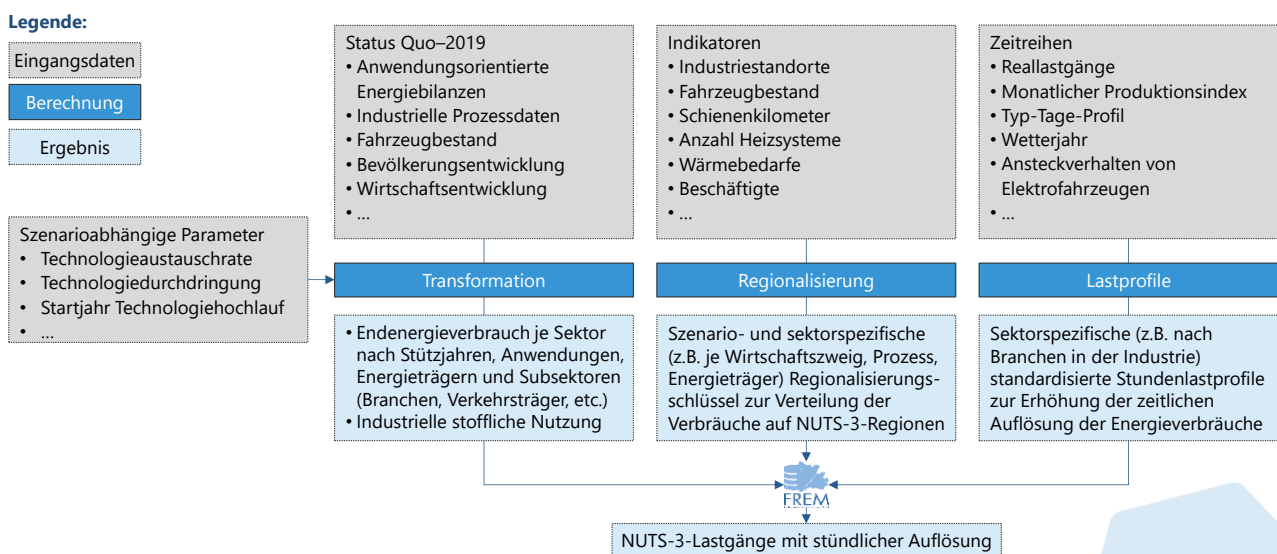 Legende:
Eingangsdaten
Berechnung
Ergebnis
Szenarioabhängige Parameter
• Technologieaustauschrate
• Technologiedurchdringung
• Startjahr Technologiehochlauf
• ...
Status Quo–2019
• Anwendungsorientierte
Energiebilanzen
• Industrielle Prozessdaten
• Fahrzeugbestand
• Bevölkerungsentwicklung
• Wirtschaftsentwicklung
• ...
Transformation
• Endenergieverbrauch je Sektor
nach Stützjahren, Anwendungen,
Energieträgern und Subsektoren
(Branchen, Verkehrsträger, etc.)
• Industrielle stoffliche Nutzung
Indikatoren
• Industriestandorte
• Fahrzeugbestand
• Schienenkilometer
• Anzahl Heizsysteme
• Wärmebedarfe
• Beschäftigte
• ...
Regionalisierung
Szenario- und sektorspezifische
(z.B. je Wirtschaftszweig, Prozess,
Energieträger) Regionalisierungs-
schlüssel zur Verteilung der
Verbräuche auf NUTS-3-Regionen
Zeitreihen
• Reallastgänge
• Monatlicher Produktionsindex
• Typ-Tage-Profil
• Wetterjahr
• Ansteckverhalten von
Elektrofahrzeugen
• ...
Lastprofile
Sektorspezifische (z.B. nach
Branchen in der Industrie)
standardisierte Stundenlastprofile
zur Erhöhung der zeitlichen
Auflösung der Energieverbräuche
FREM
NUTS-3-Lastgänge mit stündlicher Auflösung